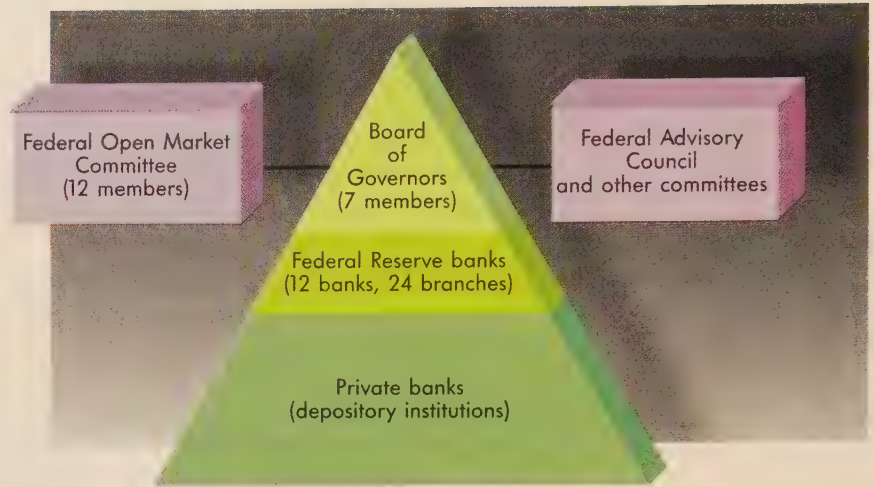 Federal Open Market
Committee
(12 members)
Board
of
Governors
(7 members)
Federal Advisory
Council
and other committees
Federal Reserve banks
(12 banks, 24 branches)
Private banks
(depository institutions)